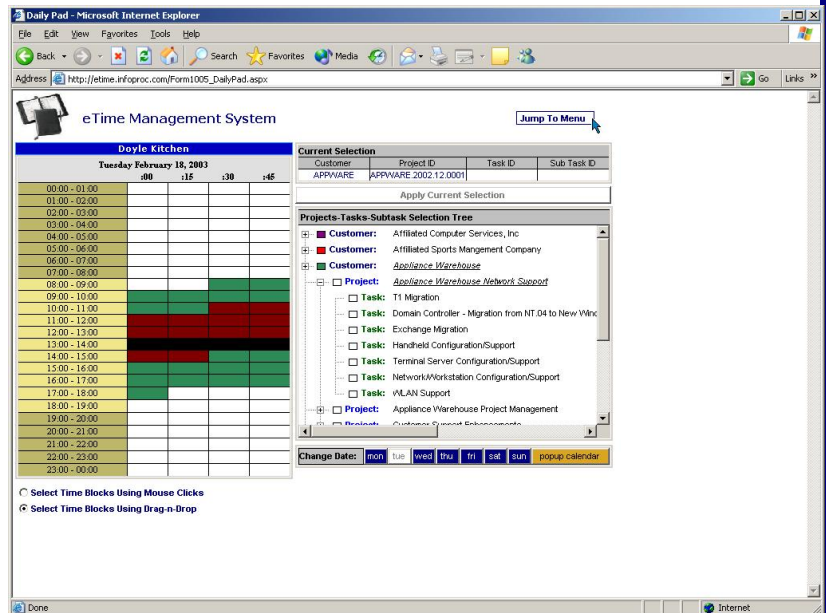 Daily Pad - Microsoft Internet Explorer
File Edit View Favorites Tools Help
Back Search Favorites Media
Address http://etime.infoproc.com/Form1005_DailyPad.aspx Go Links »
eTime Management System
Jump To Menu
Doyle Kitchen
Tuesday February 18, 2003
:00 :15 :30 :45
00:00 - 01:00
01:00 - 02:00
02:00 - 03:00
03:00 - 04:00
04:00 - 05:00
05:00 - 06:00
06:00 - 07:00
07:00 - 08:00
08:00 - 09:00
09:00 - 10:00
10:00 - 11:00
11:00 - 12:00
12:00 - 13:00
13:00 - 14:00
14:00 - 15:00
15:00 - 16:00
16:00 - 17:00
17:00 - 18:00
18:00 - 19:00
19:00 - 20:00
20:00 - 21:00
21:00 - 22:00
22:00 - 23:00
23:00 - 00:00
Select Time Blocks Using Mouse Clicks
Select Time Blocks Using Drag-n-Drop
Current Selection
Customer Project ID Task ID Sub Task ID
APPWARE APPWARE.2002.12.0001
Apply Current Selection
Projects-Tasks-Subtask Selection Tree
Customer: Affiliated Computer Services, Inc
Customer: Affiliated Sports Mangement Company
Customer: Appliance Warehouse
Project: Appliance Warehouse Network Support
Task: T1 Migration
Task: Domain Controller - Migration from NT.04 to New Winc
Task: Exchange Migration
Task: Handheld Configuration/Support
Task: Terminal Server Configuration/Support
Task: Network/Workstation Configuration/Support
Task: WLAN Support
Project: Appliance Warehouse Project Management
Project: Customer Support Enhancements
Change Date: mon tue wed thu fri sat sun popup calendar
Done Internet